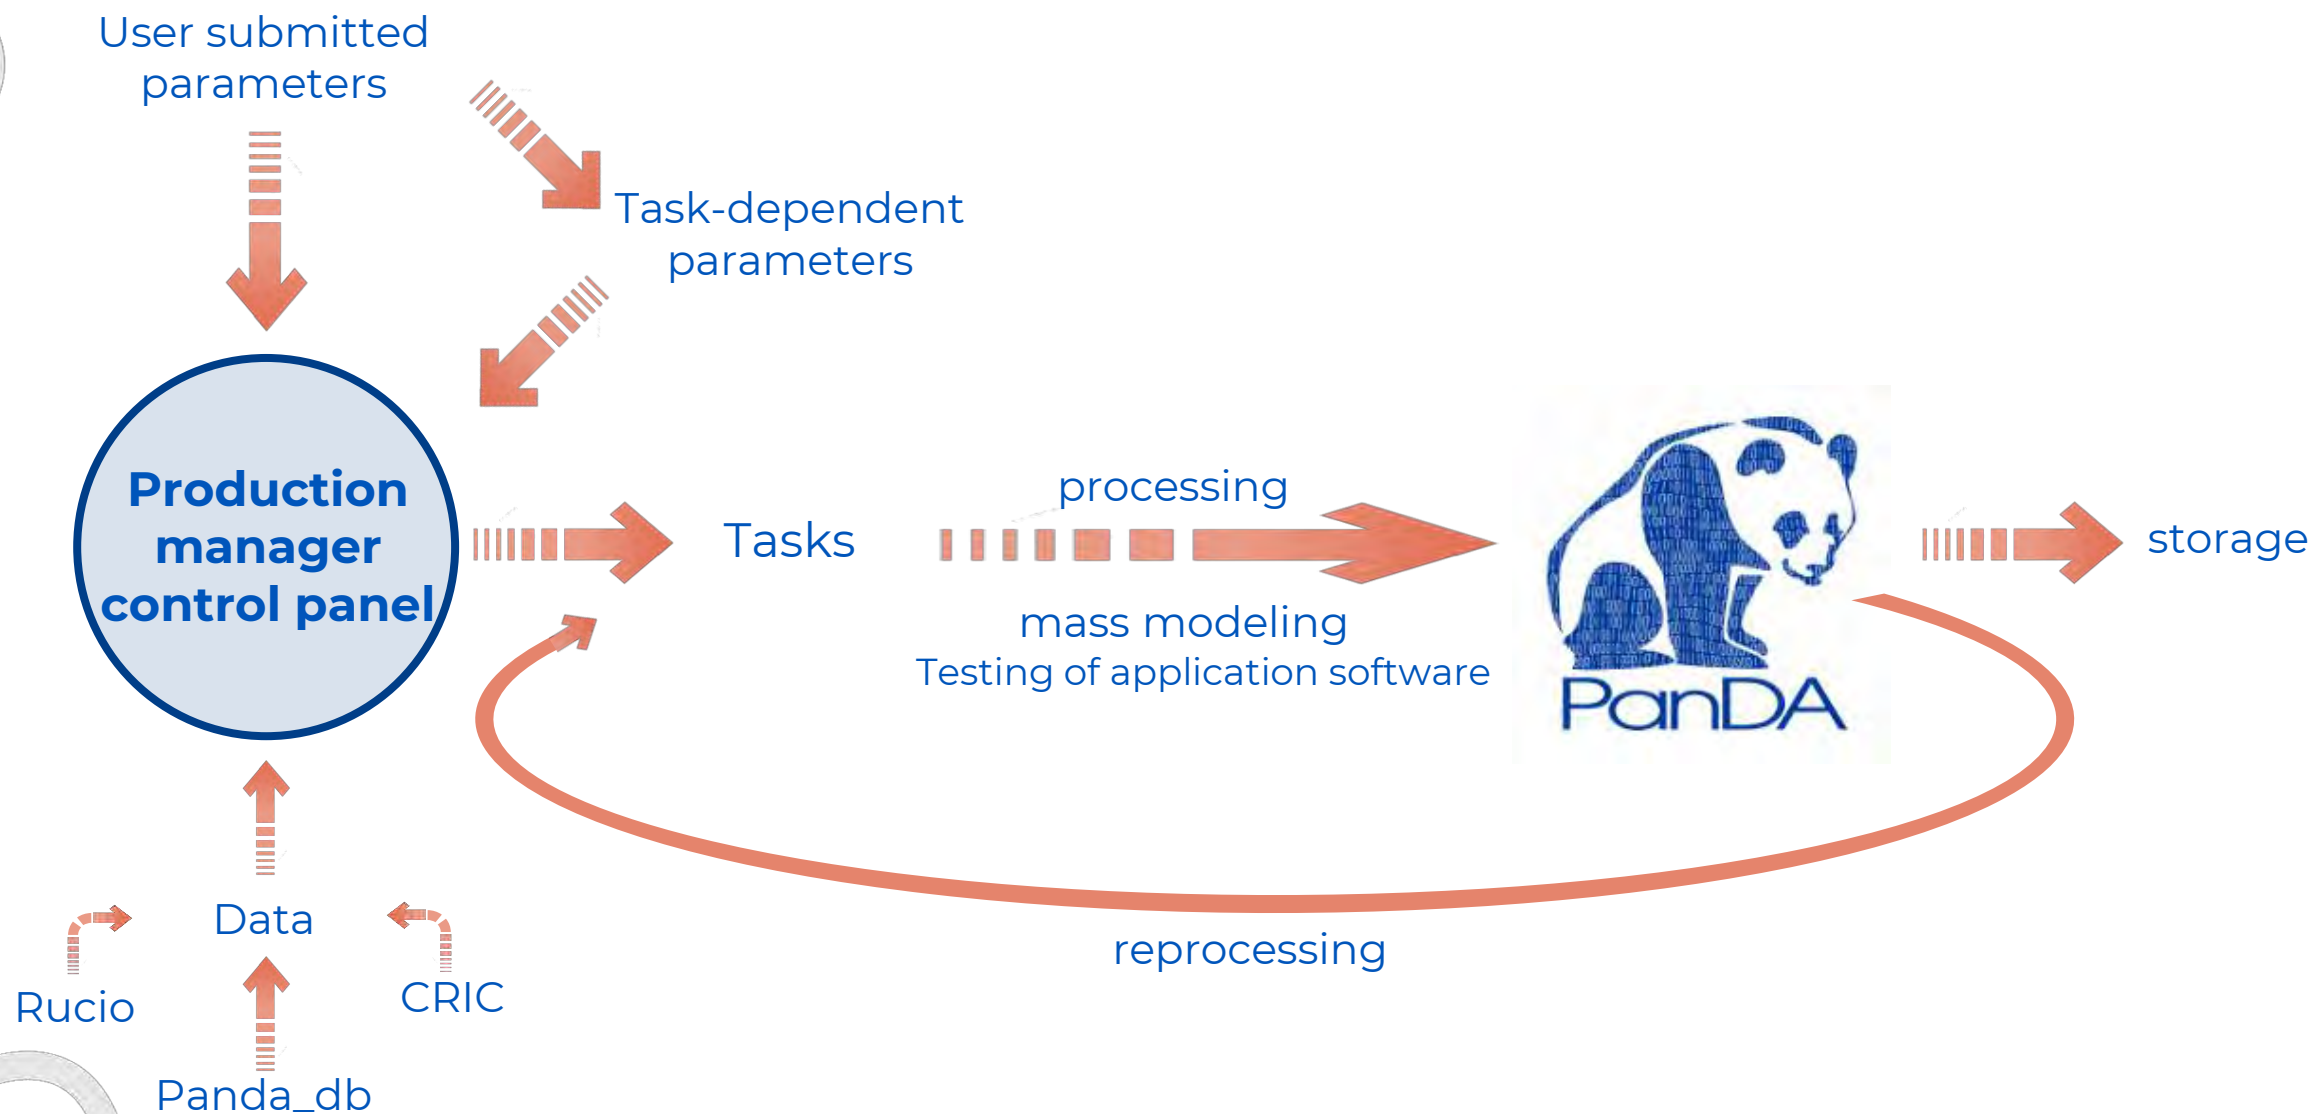 User submitted
parameters
Task-dependent
parameters
Production
manager
control panel
Tasks
processing
mass modeling
Testing of application software
PanDA
storage
reprocessing
Data
Rucio
CRIC
Panda_db